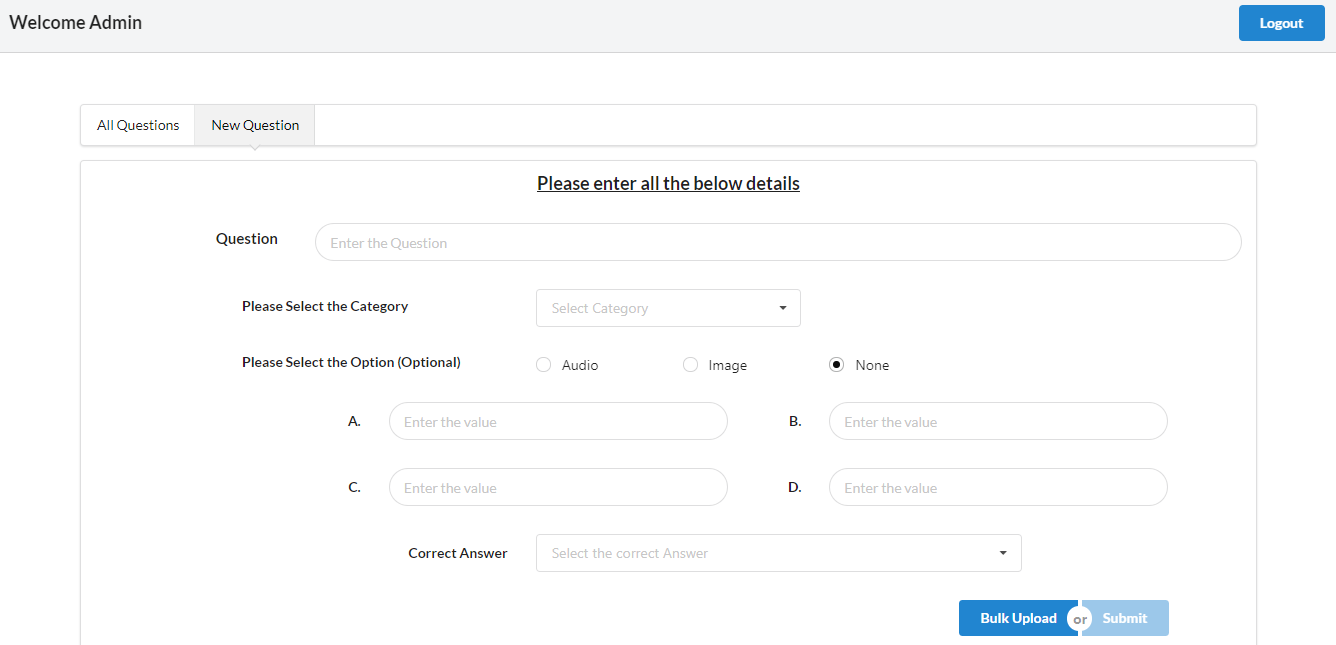 Welcome Admin
Logout
All Questions
New Question
Please enter all the below details
Question
Enter the Question
Please Select the Category
Select Category
Please Select the Option (Optional)
Audio
Image
None
A.
Enter the value
B.
Enter the value
C.
Enter the value
D.
Enter the value
Correct Answer
Select the correct Answer
Bulk Upload
or
Submit